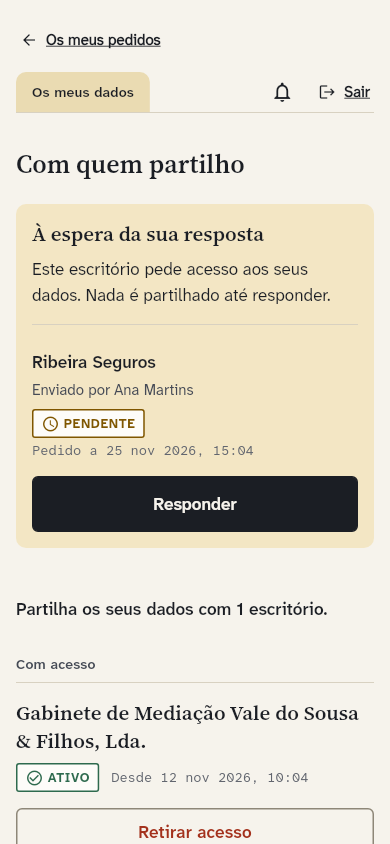 Os meus pedidos
Os meus dados
Sair
Com quem partilho
À espera da sua resposta
Este escritório pede acesso aos seus
dados. Nada é partilhado até responder.
Ribeira Seguros
Enviado por Ana Martins
PENDENTE
Pedido a 25 nov 2026, 15:04
Responder
Partilha os seus dados com 1 escritório.
Com acesso
Gabinete de Mediação Vale do Sousa
& Filhos, Lda.
ATIVO Desde 12 nov 2026, 10:04
Retirar acesso